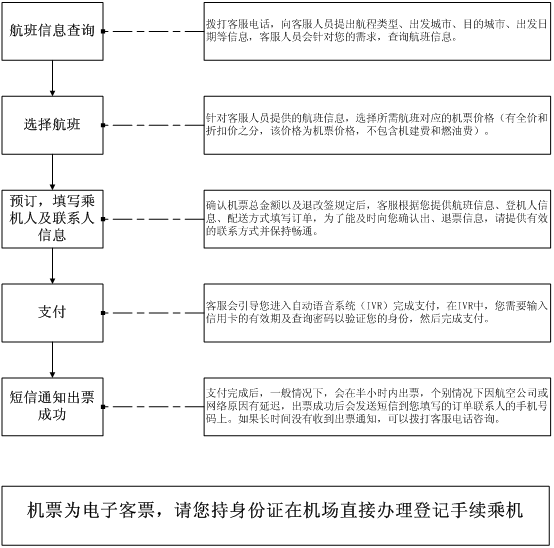 航班信息查询
拨打客服电话，向客服人员提出航程类型、出发城市、目的城市、出发日
期等信息，客服人员会针对您的需求，查询航班信息。
选择航班
针对客服人员提供的航班信息，选择所需航班对应的机票价格（有全价和
折扣价之分，该价格为机票价格，不包含机建费和燃油费）。
预订，填写乘
机人及联系人
信息
确认机票总金额以及退改签规定后，客服根据您提供航班信息、登机人信
息、配送方式填写订单，为了能及时向您确认出、退票信息，请提供有效
的联系方式并保持畅通。
支付
客服会引导您进入自动语音系统（IVR）完成支付，在IVR中，您需要输入
信用卡的有效期及查询密码以验证您的身份，然后完成支付。
短信通知出票
成功
支付完成后，一般情况下，会在半小时内出票，个别情况下因航空公司或
网络原因有延迟，出票成功后会发送短信到您填写的订单联系人的手机号
码上。如果长时间没有收到出票通知，可以拨打客服电话咨询。
机票为电子客票，请您持身份证在机场直接办理登记手续乘机